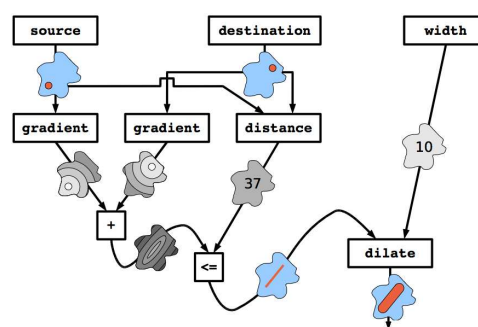 source
destination
width
gradient
gradient
distance
10
37
+
<=
dilate